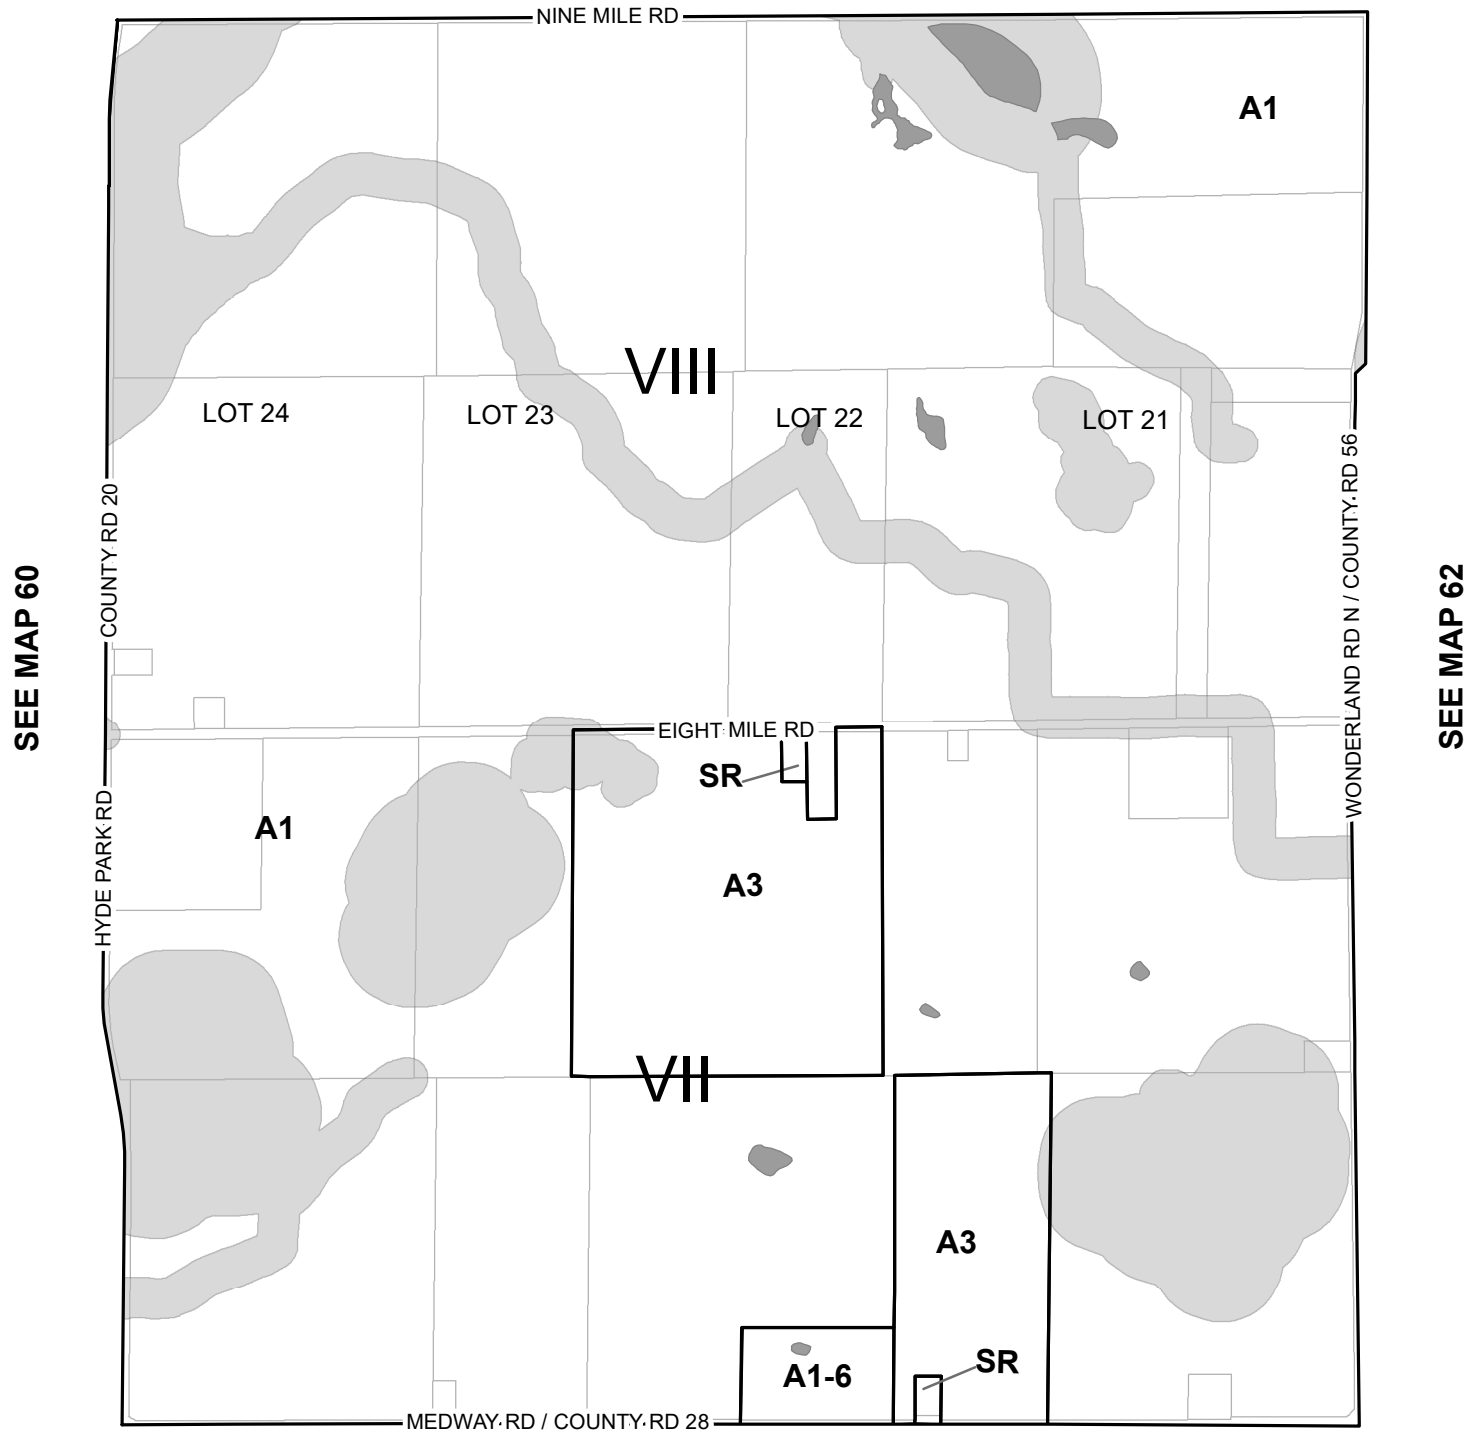 NINE MILE RD
A1
VIII
LOT 24
LOT 23
LOT 22
LOT 21
COUNTY RD 20
WONDERLAND RD N / COUNTY RD 56
SEE MAP 60
SEE MAP 62
EIGHT MILE RD
SR
HYDE PARK RD
A1
A3
VII
A3
SR
A1-6
MEDWAY RD / COUNTY RD 28